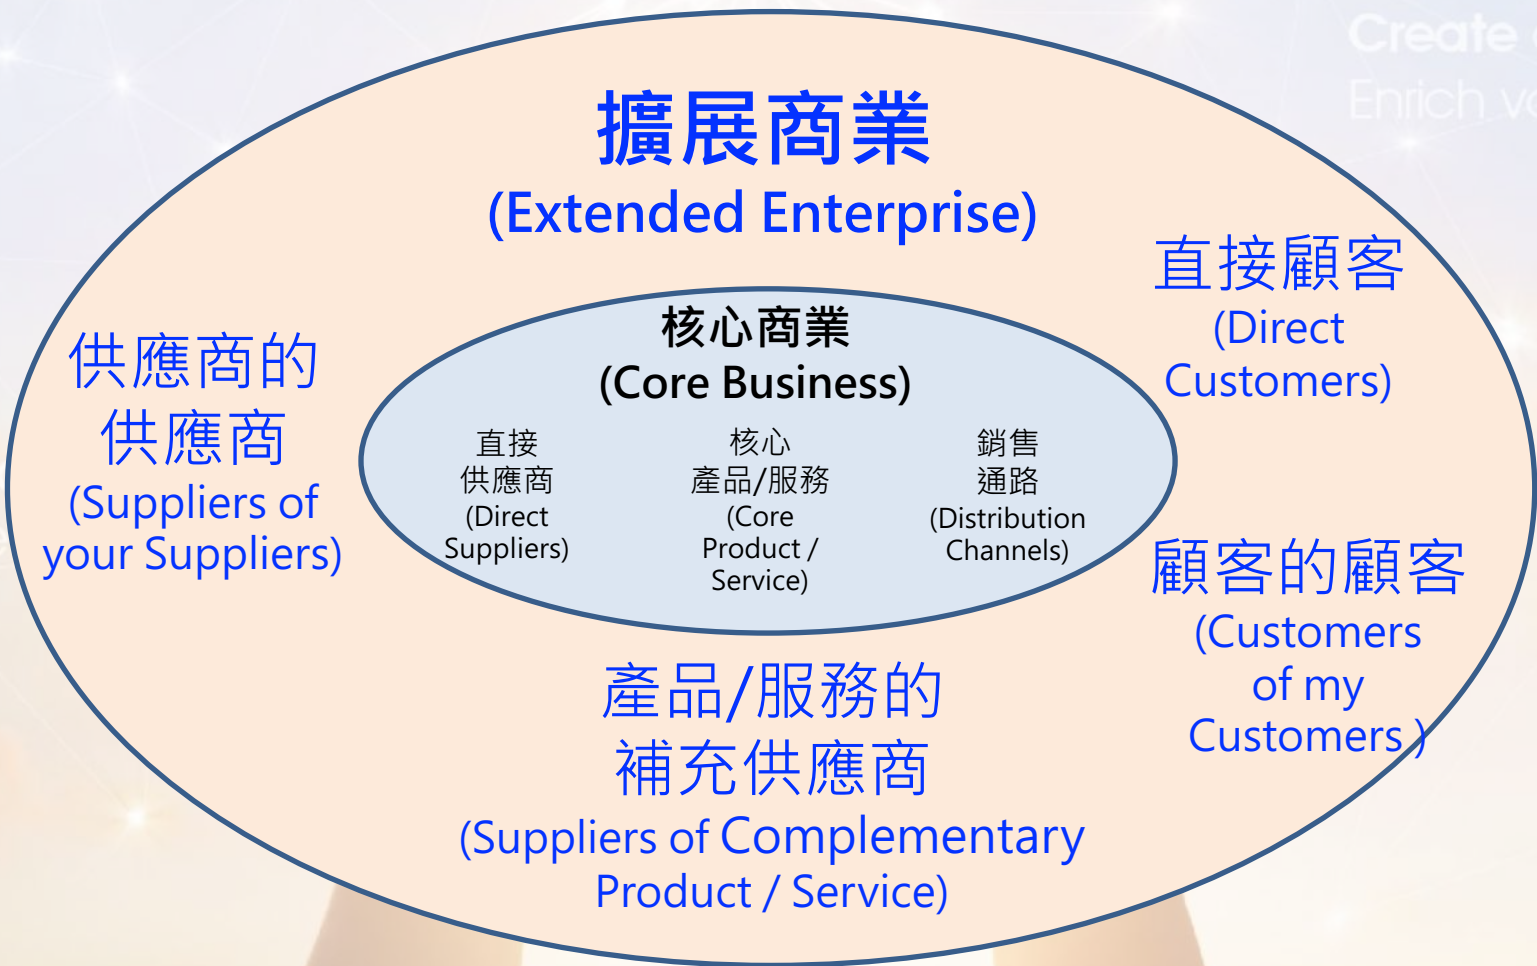 Create
Enrich
擴展商業
(Extended Enterprise)
直接顧客
(Direct
Customers)
供應商的
供應商
(Suppliers of
your Suppliers)
核心商業
(Core Business)
直接
供應商
(Direct
Suppliers)
核心
產品/服務
(Core
Product /
Service)
銷售
通路
(Distribution
Channels)
顧客的顧客
(Customers
of my
Customers )
產品/服務的
補充供應商
(Suppliers of Complementary
Product / Service)